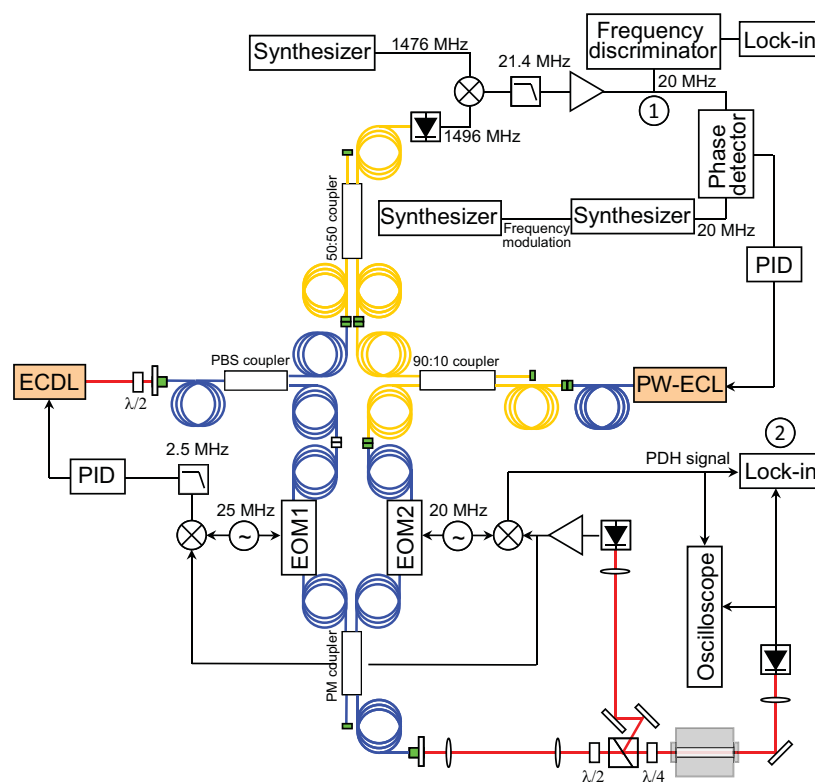 Synthesizer
1476 MHz
21.4 MHz
Frequency
discriminator
Lock-in
20 MHz
1
1496 MHz
Phase
detector
50:50 coupler
Synthesizer
Frequency
modulation
Synthesizer
20 MHz
PID
PBS coupler
90:10 coupler
ECDL
λ/2
PW-ECL
2
PDH signal
Lock-in
PID
2.5 MHz
25 MHz
~
EOM1
EOM2
20 MHz
~
Oscilloscope
PM coupler
λ/2
λ/4